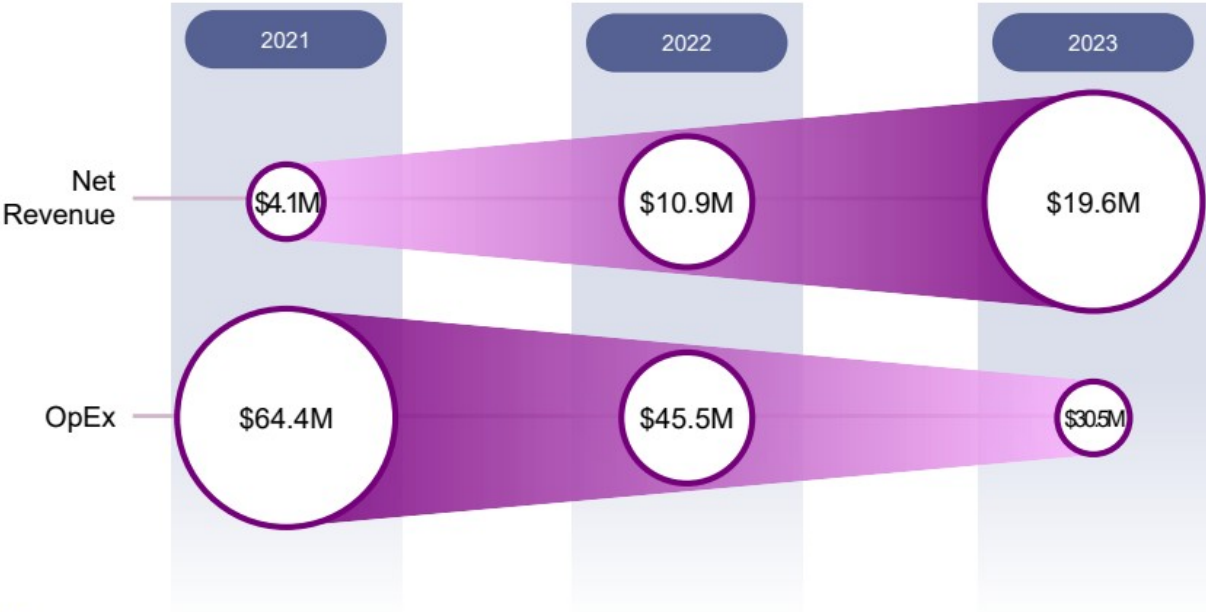 2021
2022
2023
Net
Revenue
$4.1M
$10.9M
$19.6M
OpEx
$64.4M
$45.5M
$30.5M